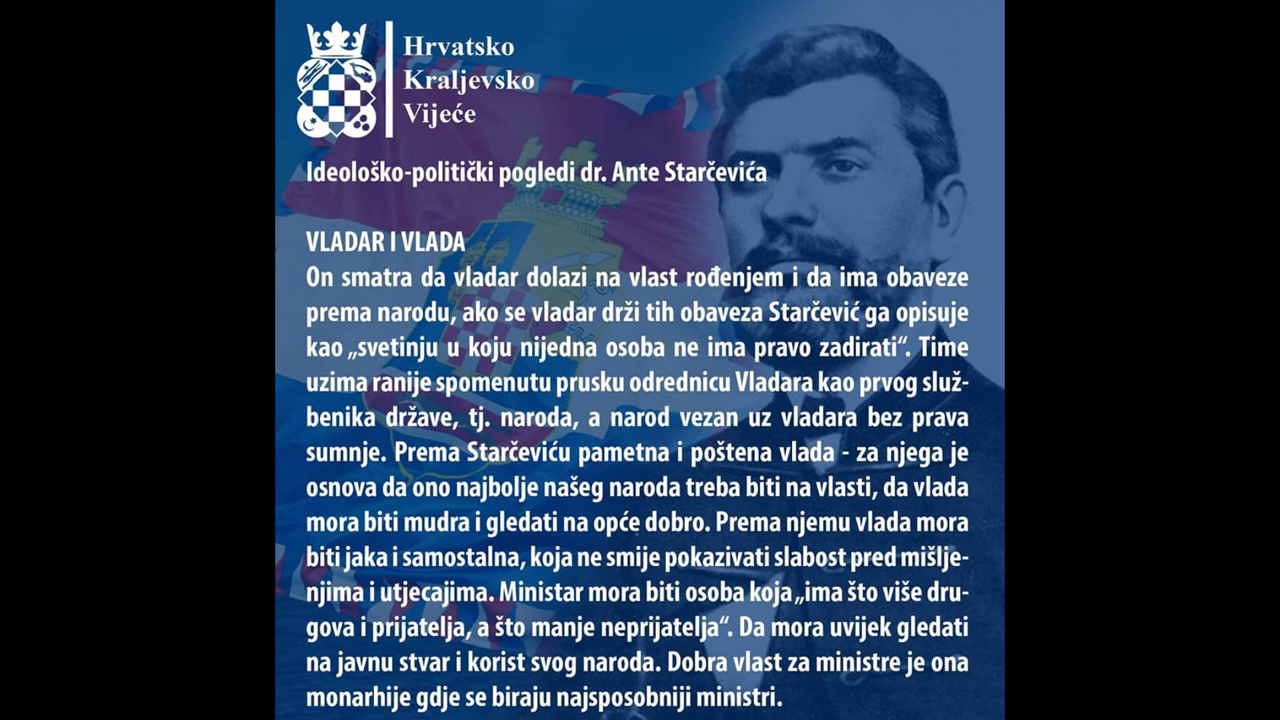 Hrvatsko
Kraljevsko
Vijeće
Ideološko-politički pogledi dr. Ante Starčevića
VLADAR I VLADA
On smatra da vladar dolazi na vlast rođenjem i da ima obaveze
prema narodu, ako se vladar drži tih obaveza Starčević ga opisuje
kao „svetinju u koju nijedna osoba ne ima pravo zadirati“. Time
uzima ranije spomenutu prusku odrednicu Vladara kao prvog služ-
benika države, tj. naroda, a narod vezan uz vladara bez prava
sumnje. Prema Starčeviću pametna i poštena vlada - za njega je
osnova da ono najbolje našeg naroda treba biti na vlasti, da vlada
mora biti mudra i gledati na opće dobro. Prema njemu vlada mora
biti jaka i samostalna, koja ne smije pokazivati slabost pred mišlje-
njima i utjecajima. Ministar mora biti osoba koja „ima što više dru-
gova i prijatelja, a što manje neprijatelja“. Da mora uvijek gledati
na javnu stvar i korist svog naroda. Dobra vlast za ministre je ona
monarhije gdje se biraju najsposobniji ministri.